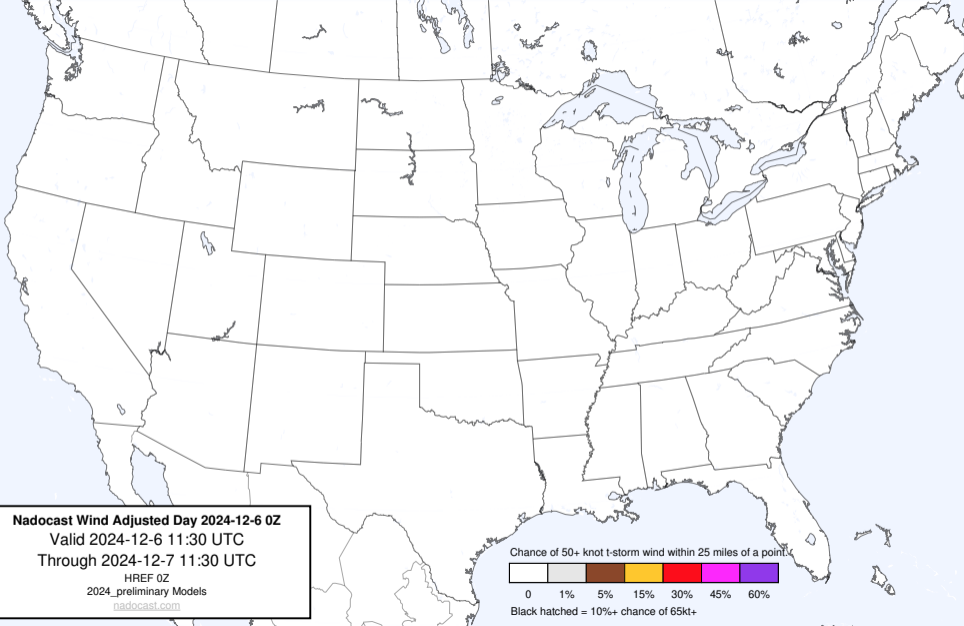 Nadocast Wind Adjusted Day 2024-12-6 0Z
Valid 2024-12-6 11:30 UTC
Through 2024-12-7 11:30 UTC
HREF 0Z
2024_preliminary Models
nadocast.com
Chance of 50+ knot t-storm wind within 25 miles of a point.
0 1% 5% 15% 30% 45% 60%
Black hatched = 10%+ chance of 65kt+